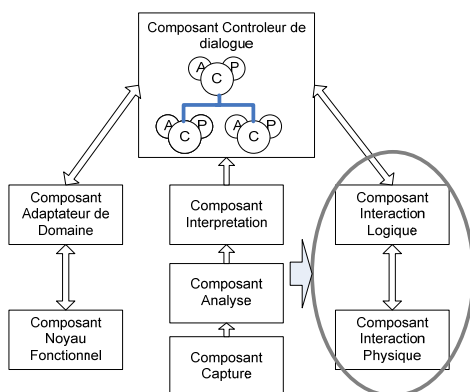 Composant Controleur de
dialogue
A P
C
A P
C
A P
C
Composant
Adaptateur de
Domaine
Composant
Interpretation
Composant
Interaction
Logique
Composant
Analyse
Composant
Noyau
Fonctionnel
Composant
Capture
Composant
Interaction
Physique